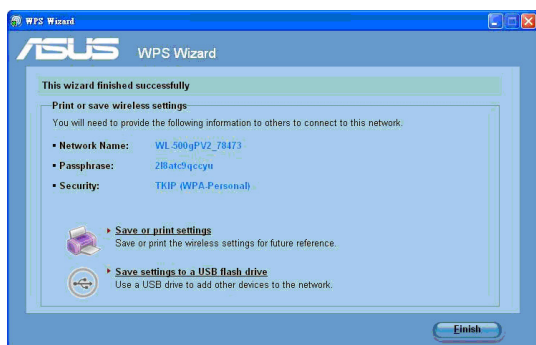 WPS Wizard
ASUS WPS Wizard
This wizard finished successfully
Print or save wireless settings
You will need to provide the following information to others to connect to this network.
▪ Network Name: WL-500gPV2_78473
▪ Passphrase: 2l8atc9qccyu
▪ Security: TKIP (WPA-Personal)
Save or print settings
Save or print the wireless settings for future reference.
Save settings to a USB flash drive
Use a USB drive to add other devices to the network.
Finish